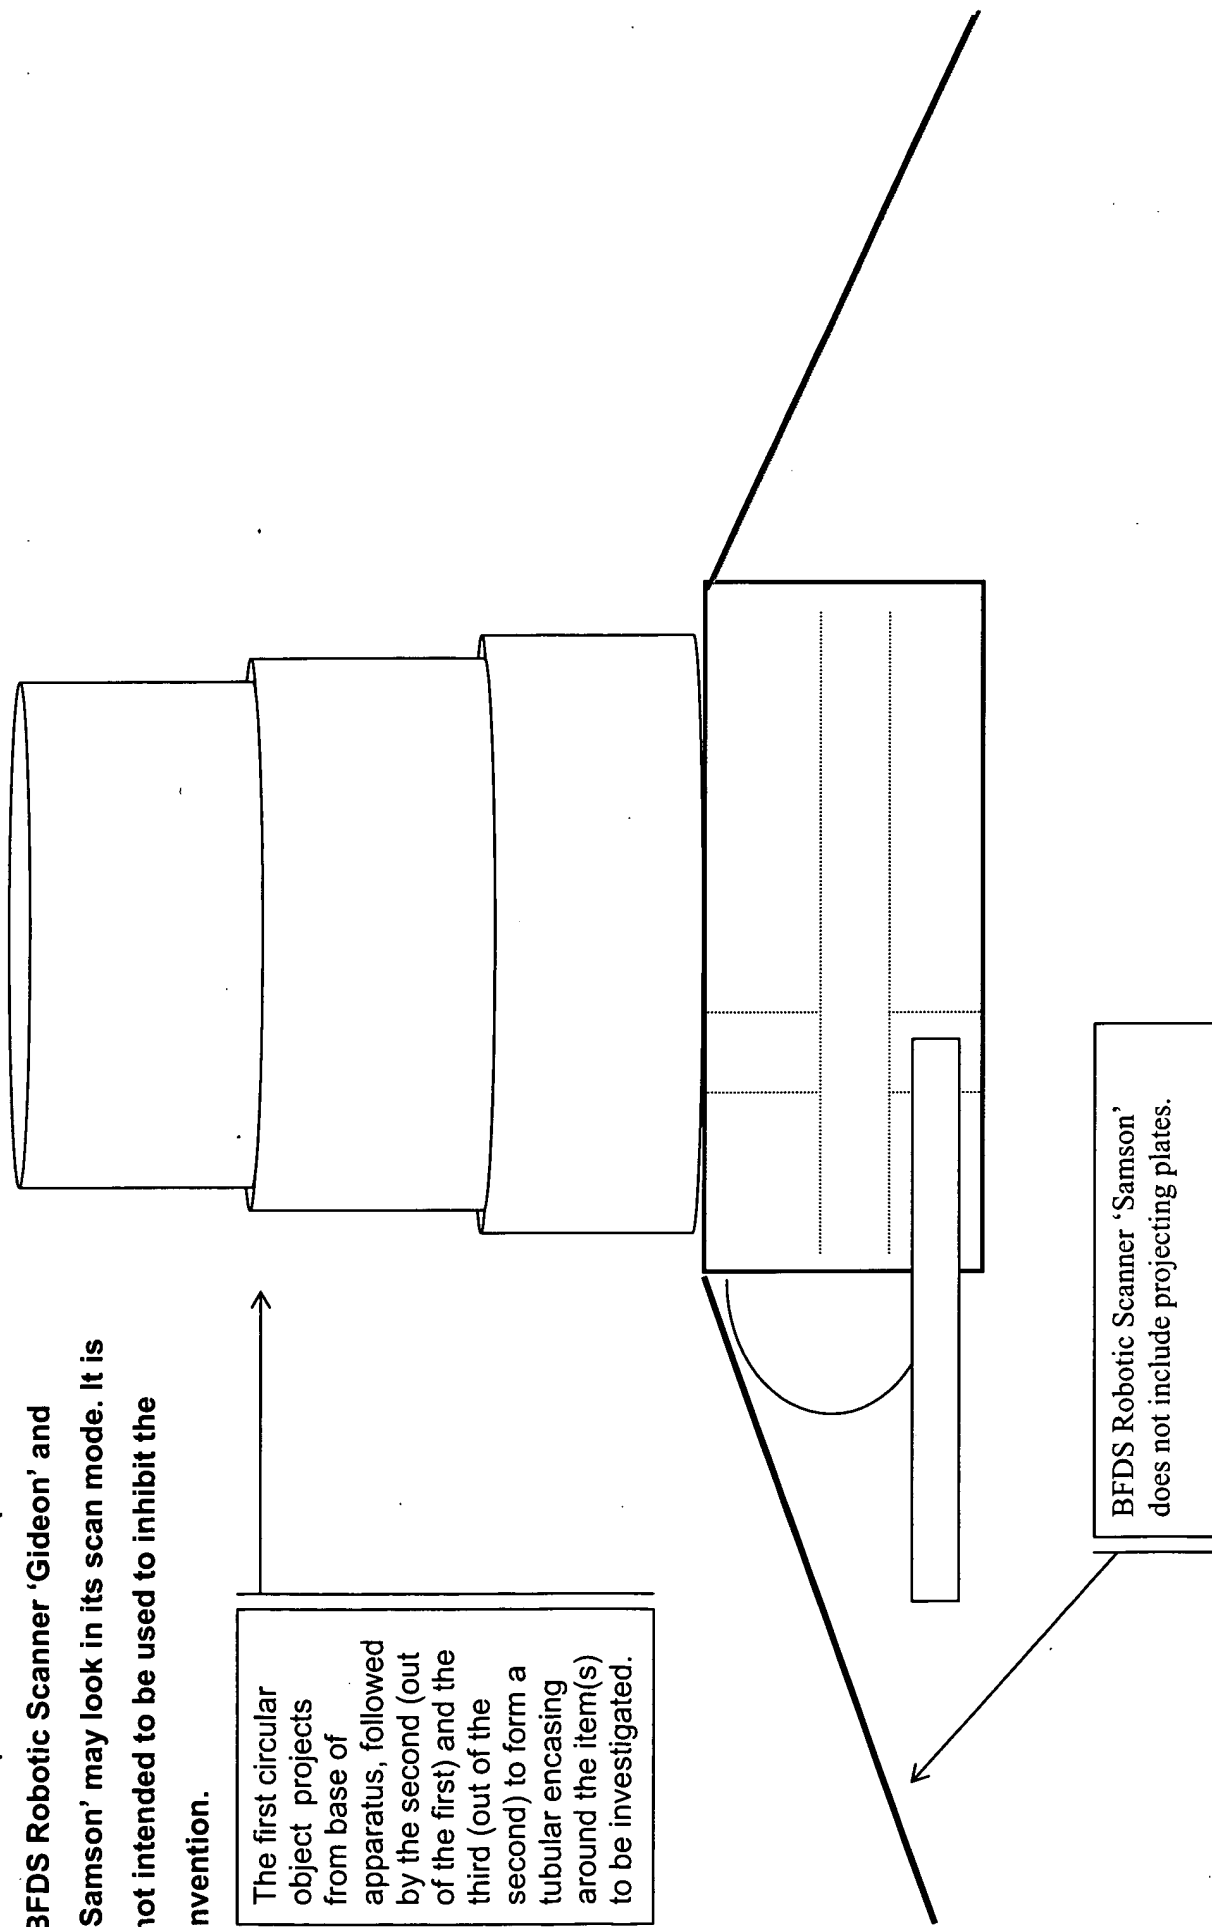 BFDS Robotic Scanner ‘Gideon’ and
Samson’ may look in its scan mode. It is
not intended to be used to inhibit the
nvention.
The first circular
object projects
from base of
apparatus, followed
by the second (out
of the first) and the
third (out of the
second) to form a
tubular encasing
around the item(s)
to be investigated.
BFDS Robotic Scanner ‘Samson’
does not include projecting plates.